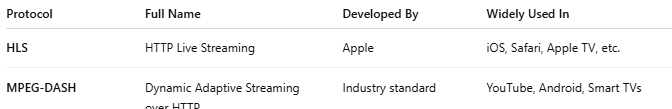 Protocol Full Name Developed By Widely Used In
HLS HTTP Live Streaming Apple iOS, Safari, Apple TV, etc.
MPEG-DASH Dynamic Adaptive Streaming Industry standard YouTube, Android, Smart TVs
over HTTP